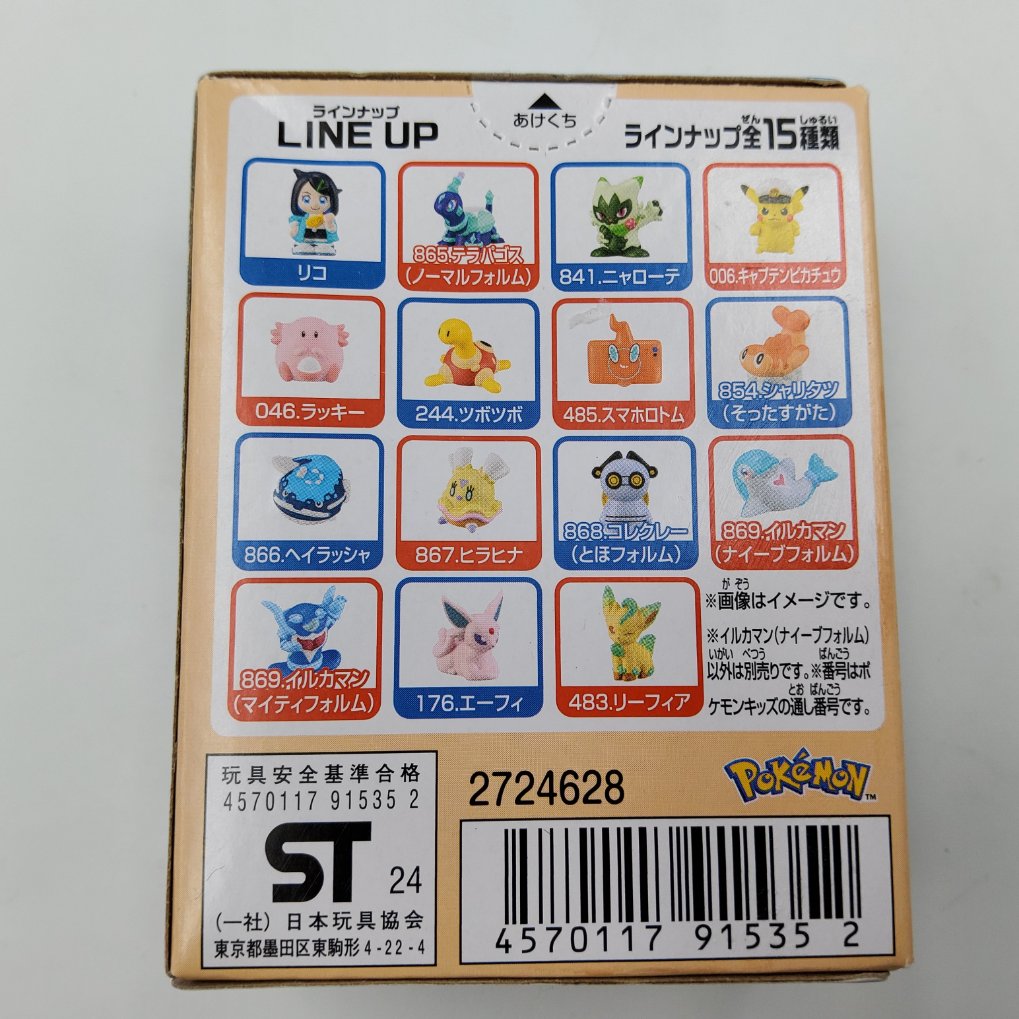 ラインナップ
LINE UP
あけくち
ぜん しゅるい
ラインナップ全15種類
リコ
865.テラパゴス
(ノーマルフォルム)
841.ニャローテ
006.キャプテンピカチュウ
046.ラッキー
244.ツボツボ
485.スマホロトム
854.シャリタツ
(そったすがた)
866.ヘイラッシャ
867.ヒラヒナ
868.コレクレー
(とほフォルム)
869.イルカマン
(ナイーブフォルム)
869.イルカマン
(マイティフォルム)
176.エーフィ
483.リーフィア
がぞう
※画像はイメージです。
※イルカマン(ナイーブフォルム)
いがい べつう ばんごう
以外は別売りです。※番号はポ
とお ばんごう
ケモンキッズの通し番号です。
玩具安全基準合格
4570117 91535 2
ST 24
(一社)日本玩具協会
東京都墨田区東駒形4-22-4
2724628
POKéMON™
4570117 91535 2